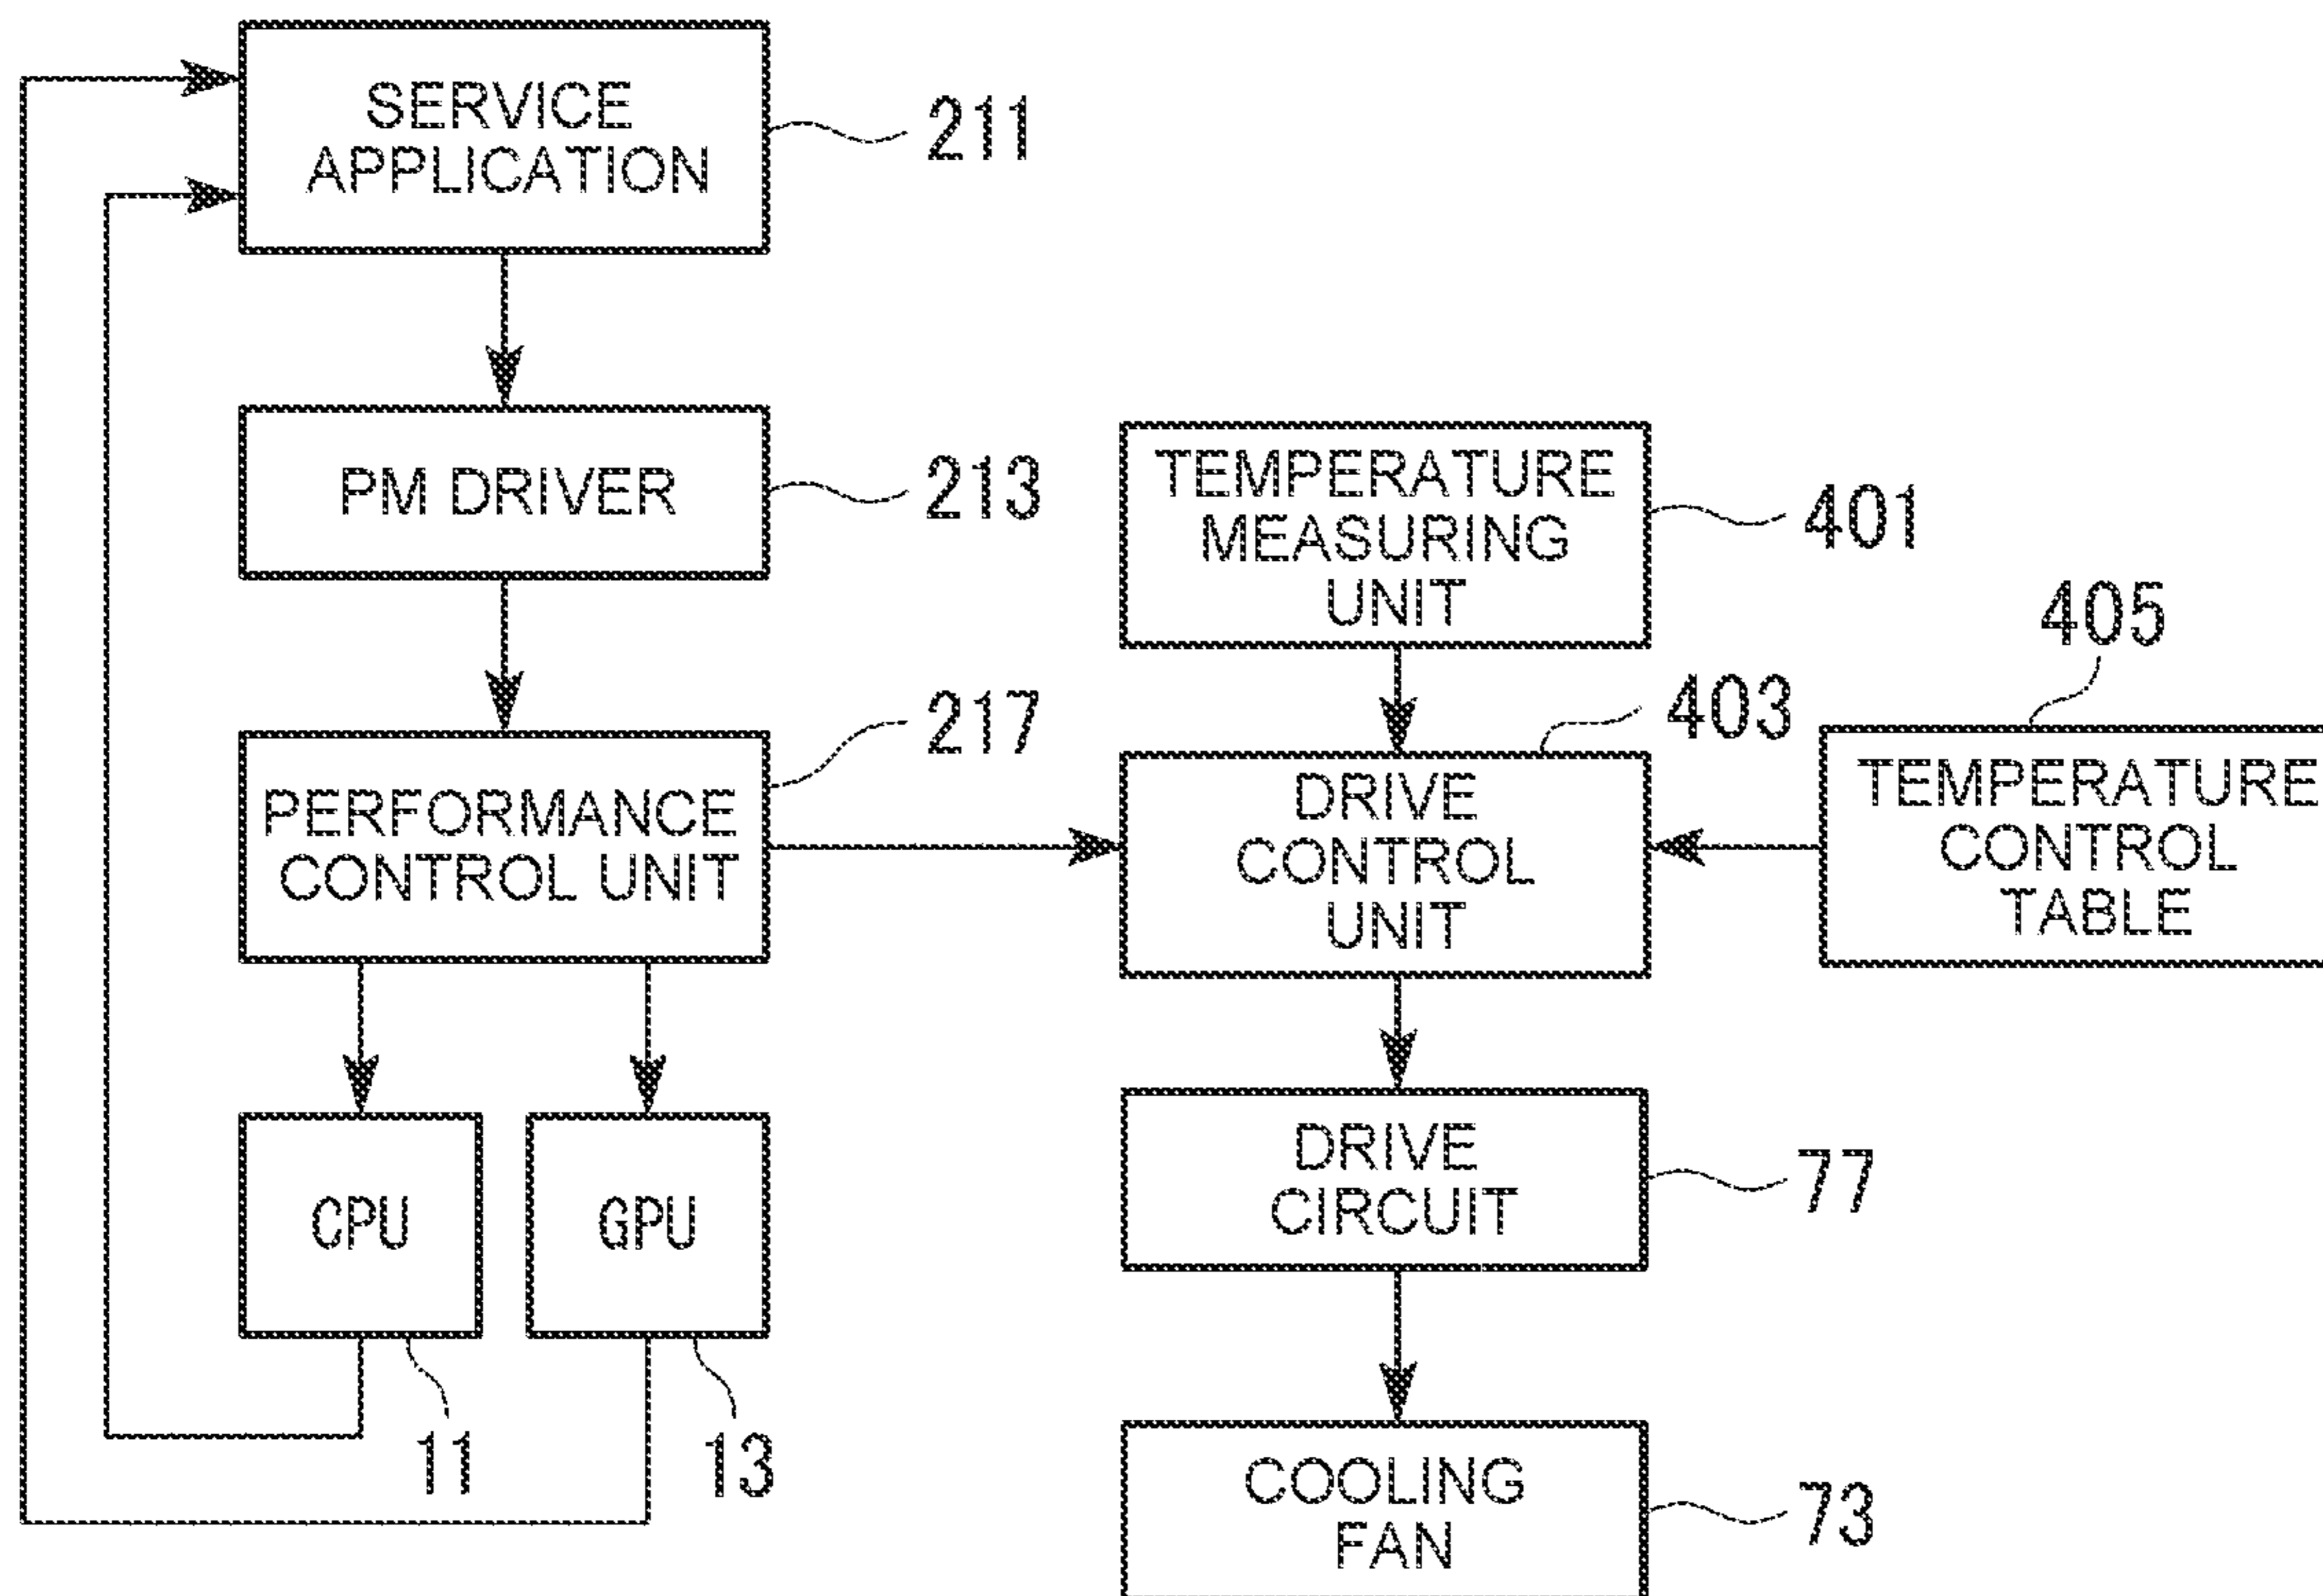 SERVICE
APPLICATION
211
PM DRIVER
213
TEMPERATURE
MEASURING
UNIT
401
405
PERFORMANCE
CONTROL UNIT
217
DRIVE
CONTROL
UNIT
403
TEMPERATURE
CONTROL
TABLE
CPU
GPU
DRIVE
CIRCUIT
77
11
13
COOLING
FAN
73